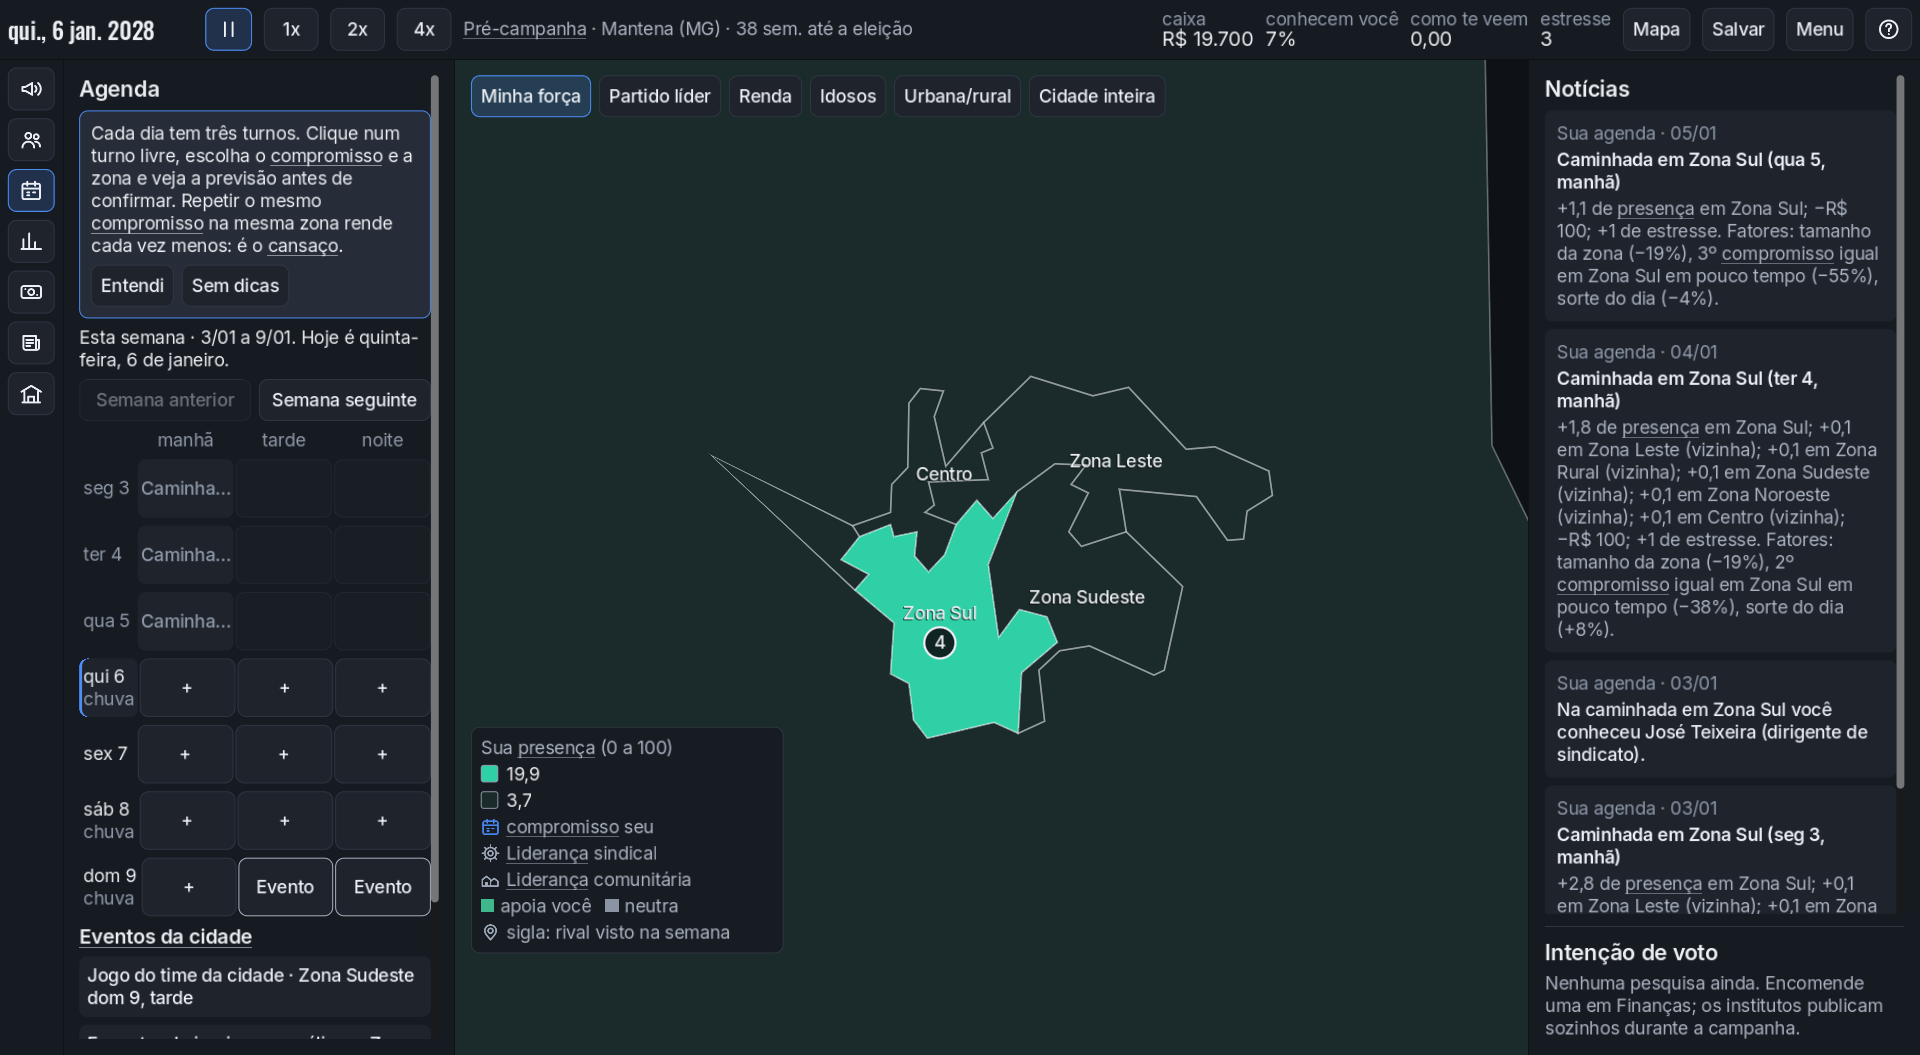 qui., 6 jan. 2028
1x
2x
4x
Pré-campanha · Mantena (MG) · 38 sem. até a eleição
caixa
R$ 19.700
conhecem você
7%
como te veem
0,00
estresse
3
Mapa
Salvar
Menu
Agenda
Cada dia tem três turnos. Clique num
turno livre, escolha o compromisso e a
zona e veja a previsão antes de
confirmar. Repetir o mesmo
compromisso na mesma zona rende
cada vez menos: é o cansaço.
Entendi
Sem dicas
Esta semana · 3/01 a 9/01. Hoje é quinta-
feira, 6 de janeiro.
Semana anterior
Semana seguinte
manhã tarde noite
seg 3 Caminha...
ter 4 Caminha...
qua 5 Caminha...
qui 6
chuva
+ + +
sex 7 + + +
sáb 8
chuva
+ + +
dom 9
chuva
+ Evento Evento
Eventos da cidade
Jogo do time da cidade · Zona Sudeste
dom 9, tarde
Minha força
Partido líder
Renda
Idosos
Urbana/rural
Cidade inteira
Centro
Zona Leste
Zona Sudeste
Zona Sul
4
Sua presença (0 a 100)
19,9
3,7
compromisso seu
Liderança sindical
Liderança comunitária
apoia você neutra
sigla: rival visto na semana
Notícias
Sua agenda · 05/01
Caminhada em Zona Sul (qua 5,
manhã)
+1,1 de presença em Zona Sul; −R$
100; +1 de estresse. Fatores: tamanho
da zona (−19%), 3º compromisso igual
em Zona Sul em pouco tempo (−55%),
sorte do dia (−4%).
Sua agenda · 04/01
Caminhada em Zona Sul (ter 4,
manhã)
+1,8 de presença em Zona Sul; +0,1
em Zona Leste (vizinha); +0,1 em Zona
Rural (vizinha); +0,1 em Zona Sudeste
(vizinha); +0,1 em Zona Noroeste
(vizinha); +0,1 em Centro (vizinha);
−R$ 100; +1 de estresse. Fatores:
tamanho da zona (−19%), 2º
compromisso igual em Zona Sul em
pouco tempo (−38%), sorte do dia
(+8%).
Sua agenda · 03/01
Na caminhada em Zona Sul você
conheceu José Teixeira (dirigente de
sindicato).
Sua agenda · 03/01
Caminhada em Zona Sul (seg 3,
manhã)
+2,8 de presença em Zona Sul; +0,1
em Zona Leste (vizinha); +0,1 em Zona
Intenção de voto
Nenhuma pesquisa ainda. Encomende
uma em Finanças; os institutos publicam
sozinhos durante a campanha.